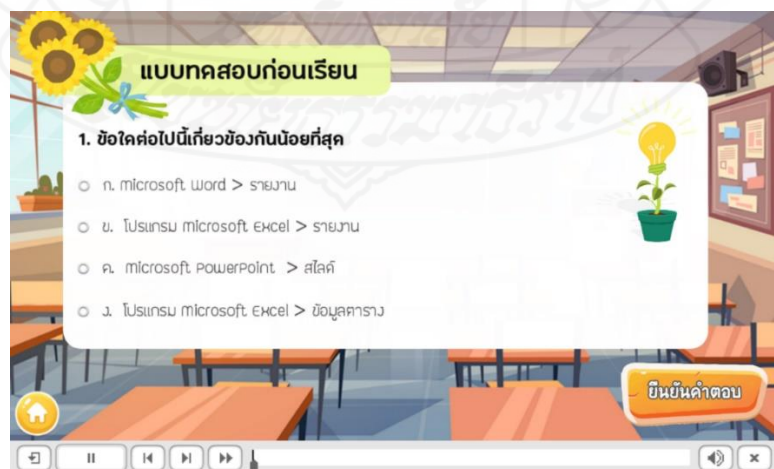 แบบทดสอบก่อนเรียน
1. ข้อใดต่อไปนี้เกี่ยวข้องกันน้อยที่สุด
ก. Microsoft Word > รายงาน
ข. โปรแกรม Microsoft Excel > รายงาน
ค. Microsoft PowerPoint > สไลด์
ง. โปรแกรม Microsoft Excel > ข้อมูลตาราง
ยืนยันคำตอบ